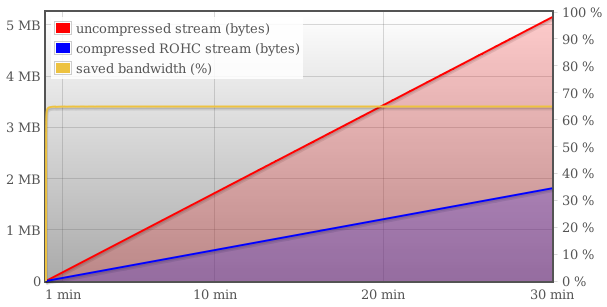 5 MB
4 MB
3 MB
2 MB
1 MB
0
uncompressed stream (bytes)
compressed ROHC stream (bytes)
saved bandwidth (%)
100 %
90 %
80 %
70 %
60 %
50 %
40 %
30 %
20 %
10 %
0 %
1 min 10 min 20 min 30 min